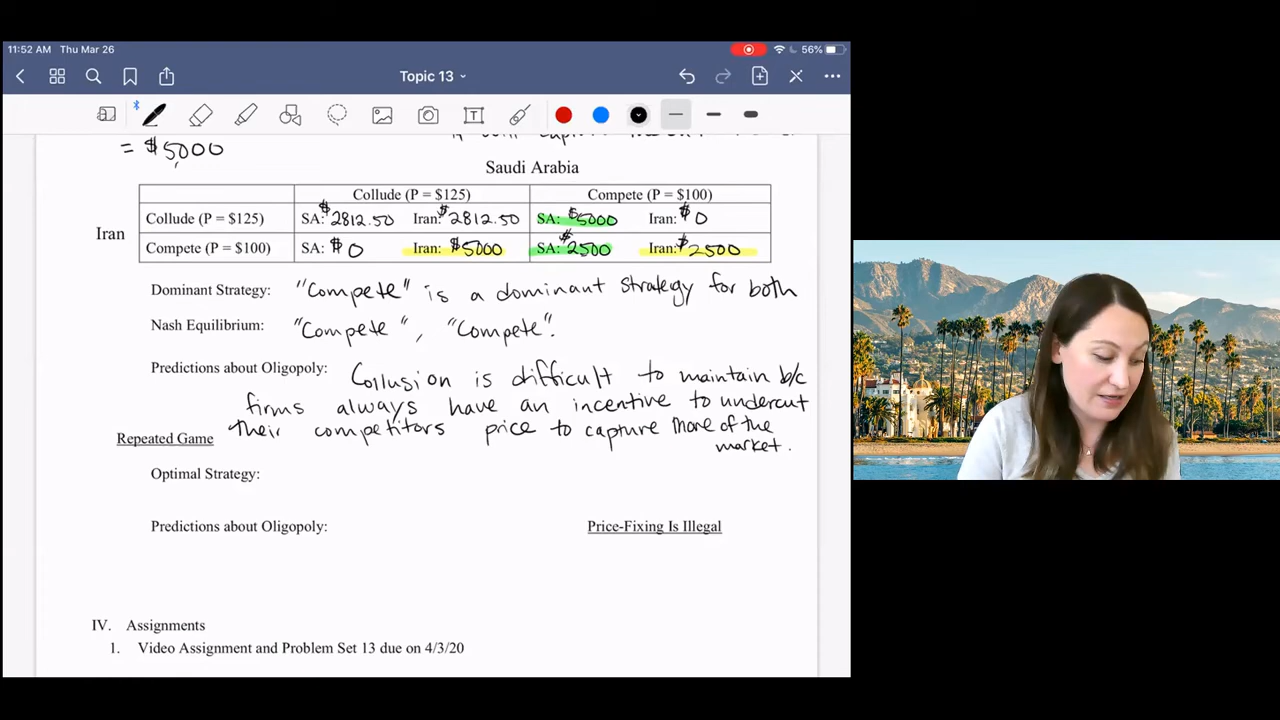 11:52 AM Thu Mar 26
56%
Topic 13
= $5000
Saudi Arabia
Collude (P = $125) Compete (P = $100)
Iran
Collude (P = $125) SA: $2812.50 Iran: $2812.50 SA: $5000 Iran: $0
Compete (P = $100) SA: $0 Iran: $5000 SA: $2500 Iran: $2500
Dominant Strategy: "Compete" is a dominant strategy for both
Nash Equilibrium: "Compete", "Compete".
Predictions about Oligopoly: Collusion is difficult to maintain b/c
firms always have an incentive to undercut
their competitors price to capture more of the
market.
Repeated Game
Optimal Strategy:
Predictions about Oligopoly:
Price-Fixing Is Illegal
IV. Assignments
1. Video Assignment and Problem Set 13 due on 4/3/20